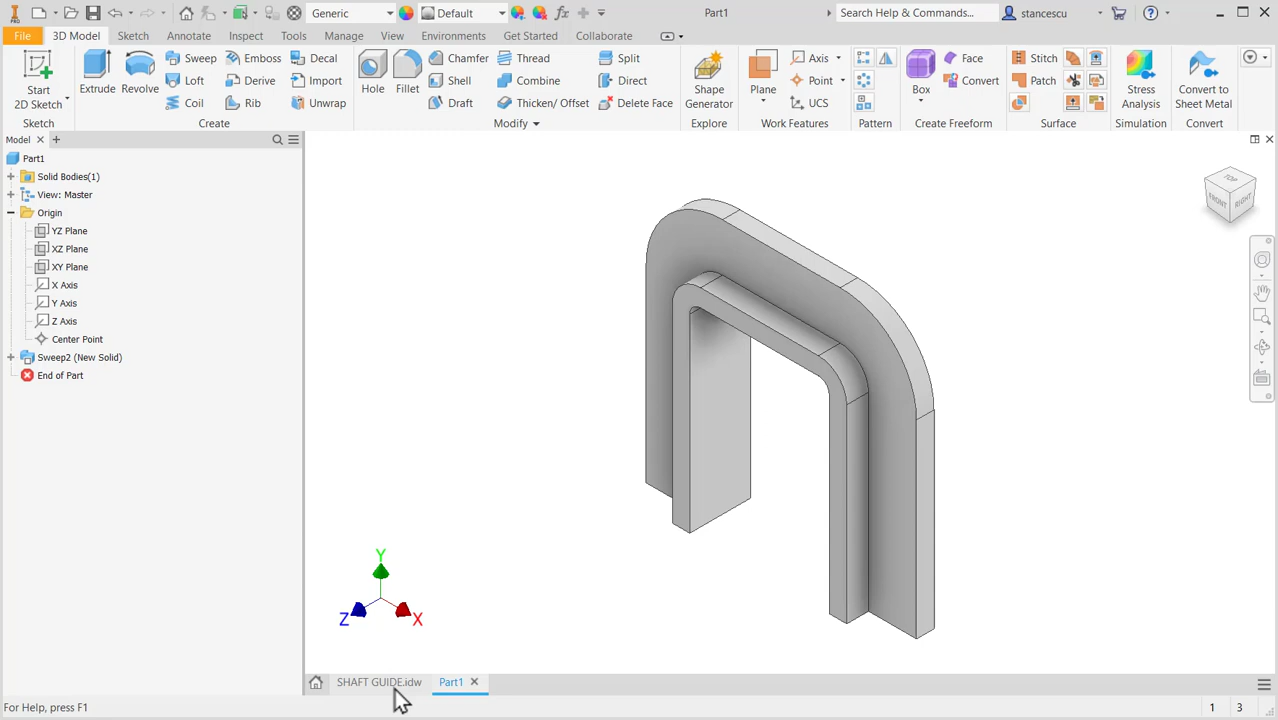 PRO
Generic
Default
Part1
Search Help & Commands...
stancescu
File
3D Model
Sketch
Annotate
Inspect
Tools
Manage
View
Environments
Get Started
Collaborate
Start
2D Sketch
Sketch
Extrude
Revolve
Sweep
Loft
Coil
Emboss
Derive
Rib
Decal
Import
Unwrap
Create
Hole
Fillet
Chamfer
Shell
Draft
Thread
Combine
Thicken/ Offset
Split
Direct
Delete Face
Modify
Shape
Generator
Explore
Plane
Axis
Point
UCS
Work Features
Pattern
Box
Face
Convert
Create Freeform
Stitch
Patch
Surface
Stress
Analysis
Simulation
Convert to
Sheet Metal
Convert
Model
Part1
Solid Bodies(1)
View: Master
Origin
YZ Plane
XZ Plane
XY Plane
X Axis
Y Axis
Z Axis
Center Point
Sweep2 (New Solid)
End of Part
TOP
FRONT
RIGHT
Y
Z
X
SHAFT GUIDE.idw
Part1
For Help, press F1
1
3